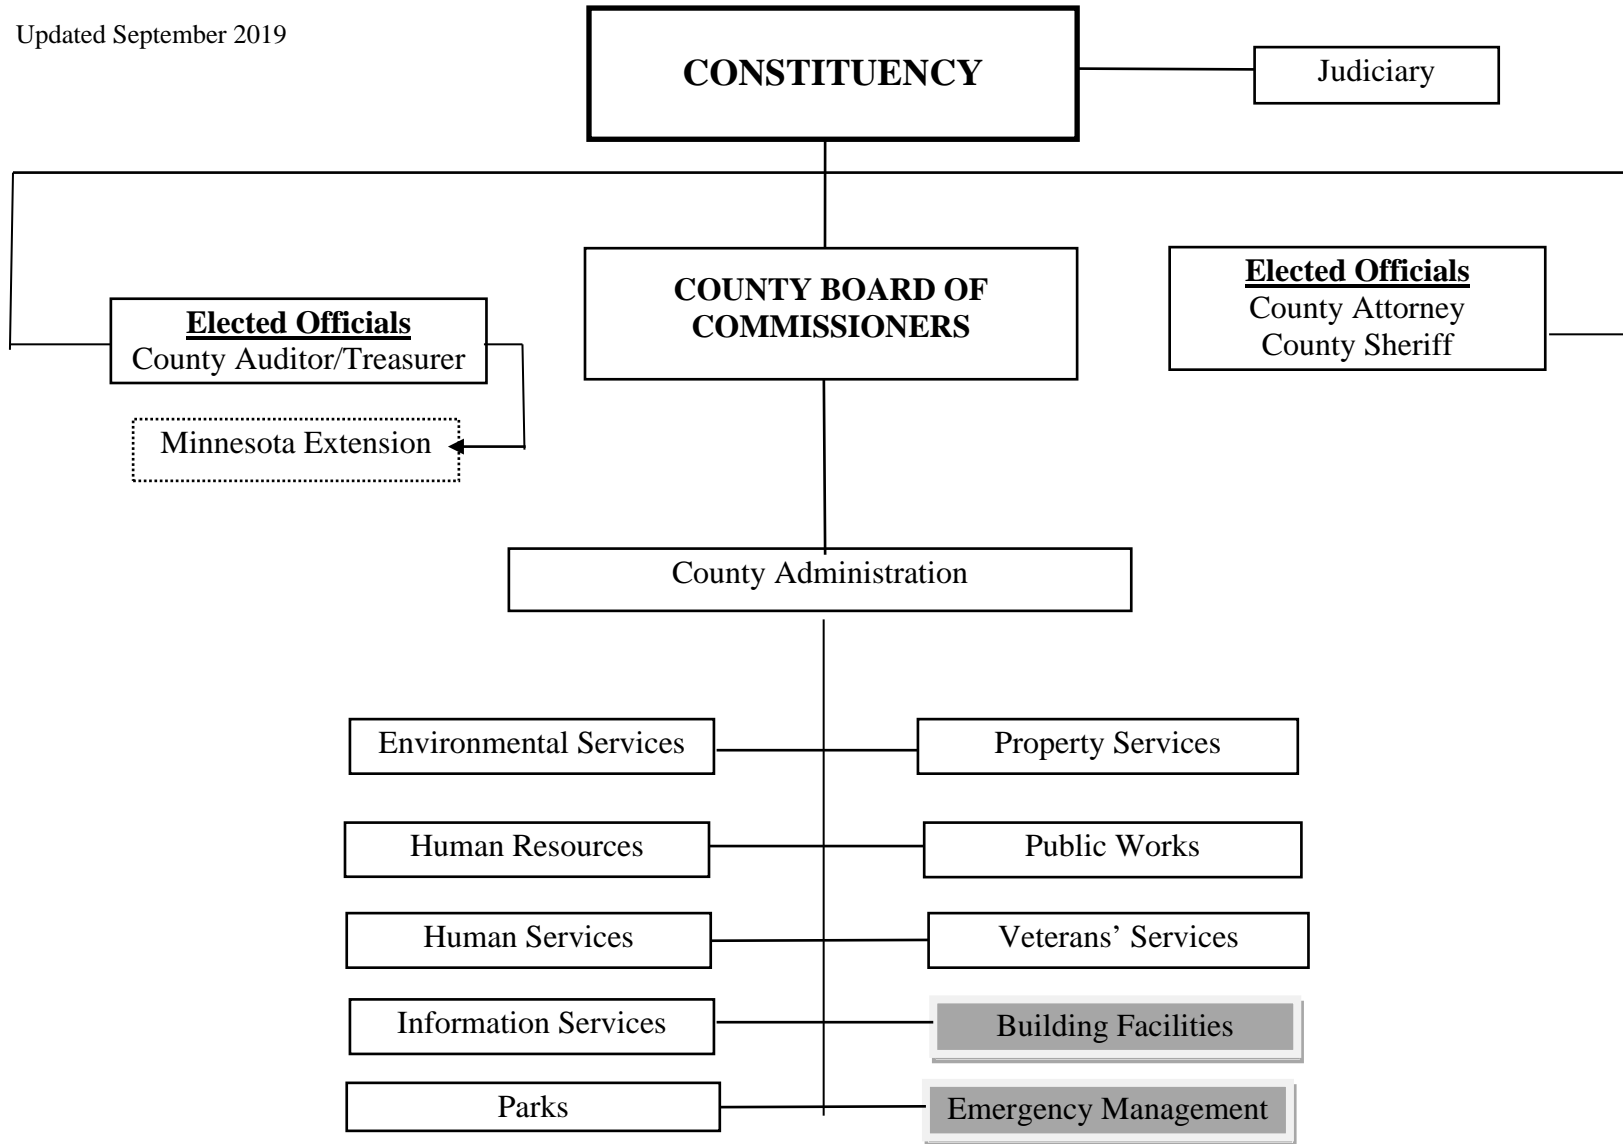 Updated September 2019
CONSTITUENCY
Judiciary
Elected Officials
County Auditor/Treasurer
Minnesota Extension
COUNTY BOARD OF
COMMISSIONERS
Elected Officials
County Attorney
County Sheriff
County Administration
Environmental Services
Property Services
Human Resources
Public Works
Human Services
Veterans’ Services
Information Services
Building Facilities
Parks
Emergency Management